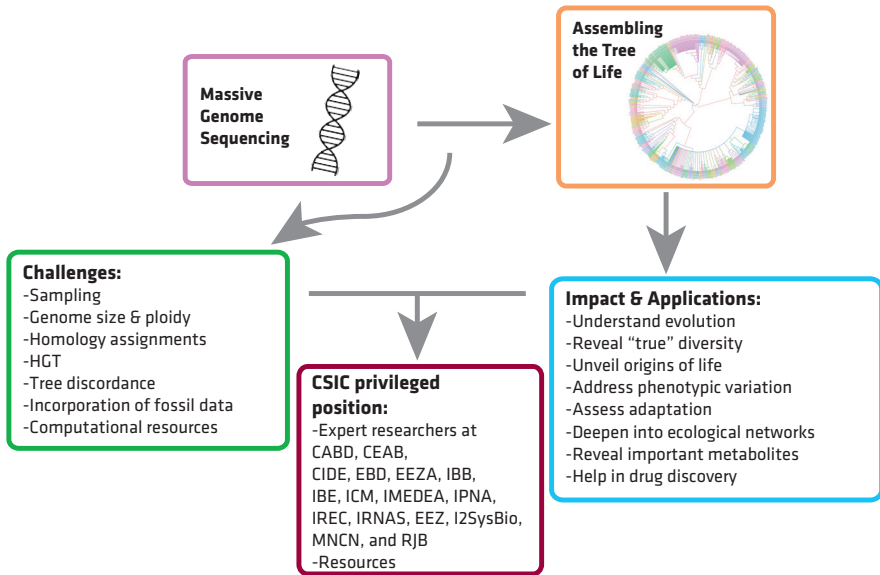 Massive
Genome
Sequencing
Assembling
the Tree
of Life
Challenges:
-Sampling
-Genome size & ploidy
-Homology assignments
-HGT
-Tree discordance
-Incorporation of fossil data
-Computational resources
CSIC privileged
position:
-Expert researchers at
CABD, CEAB,
CIDE, EBD, EEZA, IBB,
IBE, ICM, IMEDEA, IPNA,
IREC, IRNAS, EEZ, I2SysBio,
MNCN, and RJB
-Resources
Impact & Applications:
-Understand evolution
-Reveal “true” diversity
-Unveil origins of life
-Address phenotypic variation
-Assess adaptation
-Deepen into ecological networks
-Reveal important metabolites
-Help in drug discovery